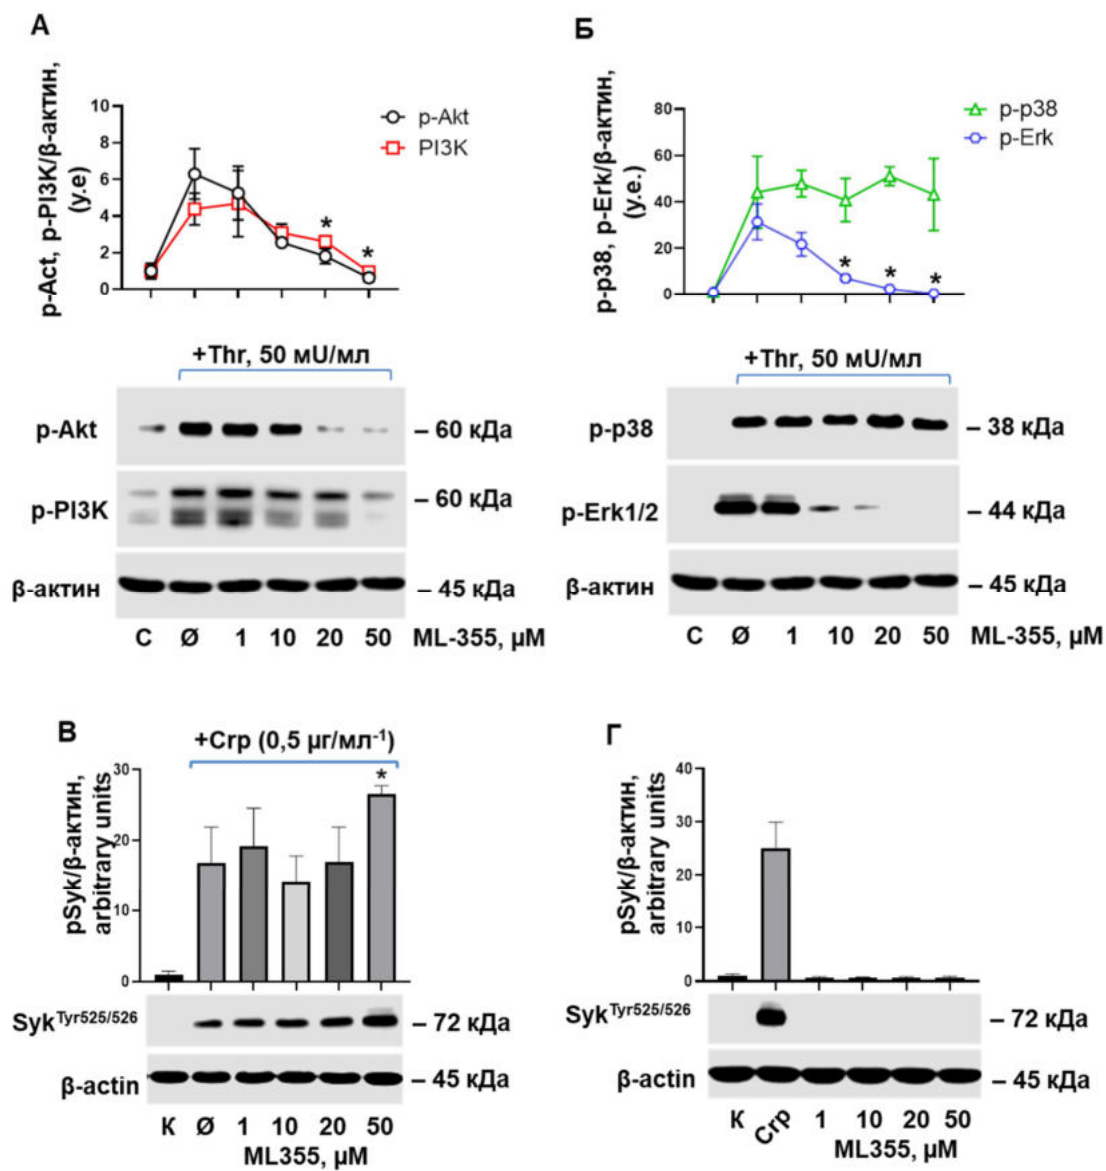 А
p-Act, p-PI3K/β-актин,
(у.е)
10
8
6
4
2
0
p-Akt
PI3K
*
*
+Thr, 50 мU/мл
p-Akt
– 60 кДа
p-PI3K
– 60 кДа
β-актин
– 45 кДа
C Ø 1 10 20 50 ML-355, μM
Б
p-p38, p-Erk/β-актин,
(у.е.)
80
60
40
20
0
p-p38
p-Erk
* * *
+Thr, 50 мU/мл
p-p38
– 38 кДа
p-Erk1/2
– 44 кДа
β-актин
– 45 кДа
C Ø 1 10 20 50 ML-355, μM
В
+Crp (0,5 μг/мл⁻¹)
pSyk/β-актин,
arbitrary units
30
20
10
0
*
Syk^Tyr525/526
– 72 кДа
β-actin
– 45 кДа
К Ø 1 10 20 50
ML355, μM
Г
pSyk/β-актин,
arbitrary units
40
30
20
10
0
Syk^Tyr525/526
– 72 кДа
β-actin
– 45 кДа
К Crp 1 10 20 50
ML355, μM